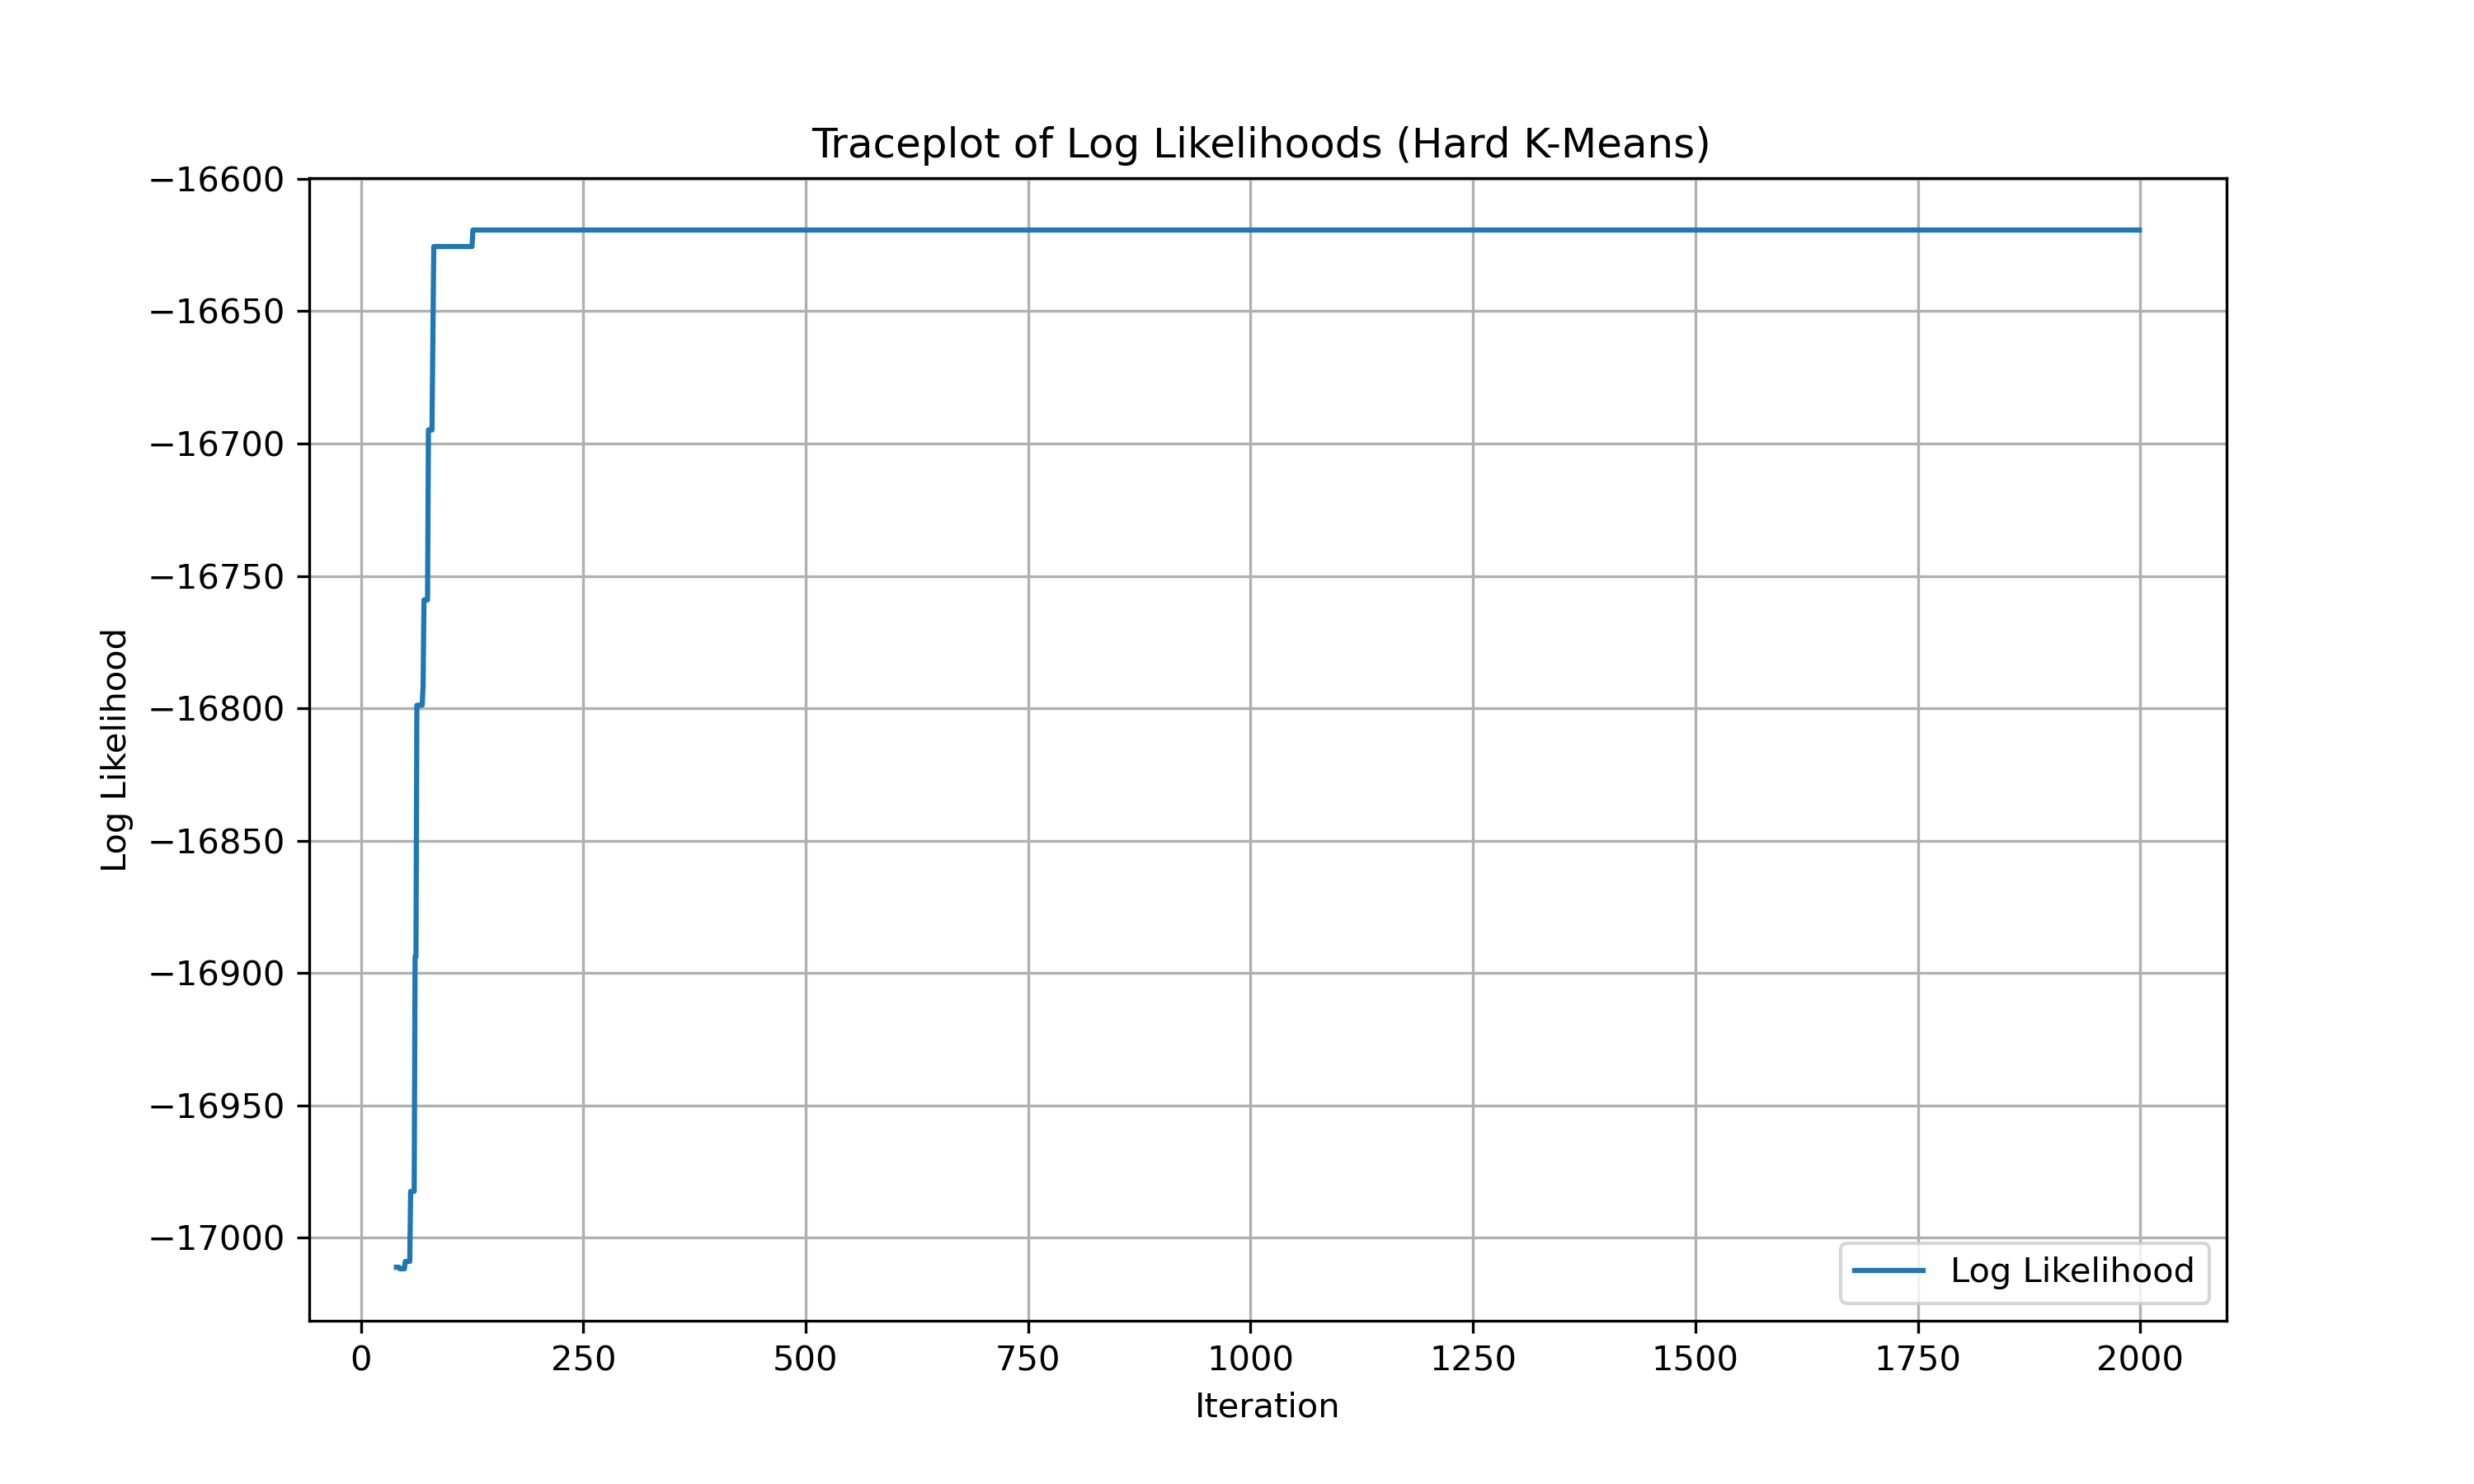 Traceplot of Log Likelihoods (Hard K-Means)
−16600
−16650
−16700
−16750
−16800
−16850
−16900
−16950
−17000
Log Likelihood
Log Likelihood
0 250 500 750 1000 1250 1500 1750 2000
Iteration